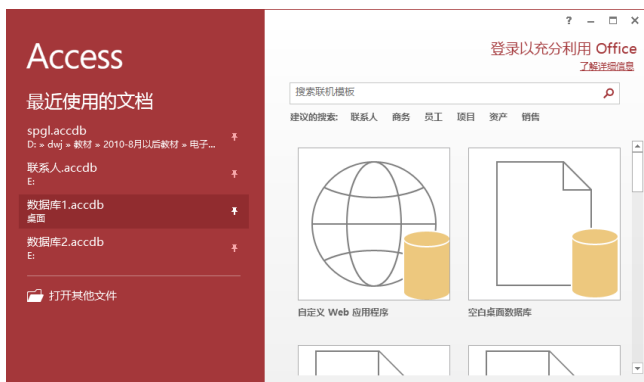 Access
最近使用的文档
spgl.accdb
D: » dwj » 教材 » 2010-8月以后教材 » 电子...
联系人.accdb
E:
数据库1.accdb
桌面
数据库2.accdb
E:
打开其他文件
?
登录以充分利用 Office
了解详细信息
搜索联机模板
建议的搜索: 联系人 商务 员工 项目 资产 销售
自定义 Web 应用程序
空白桌面数据库